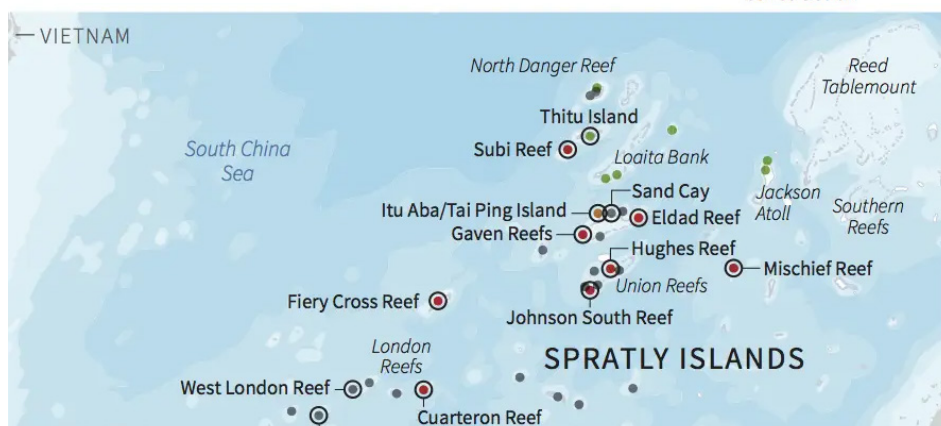 VIETNAM
North Danger Reef
Reed
Tablemount
Thitu Island
South China
Sea
Subi Reef
Loaita Bank
Sand Cay
Jackson
Atoll
Itu Aba/Tai Ping Island
Eldad Reef
Southern
Reefs
Gaven Reefs
Hughes Reef
Mischief Reef
Union Reefs
Fiery Cross Reef
Johnson South Reef
London
Reefs
SPRATLY ISLANDS
West London Reef
Cuarteron Reef